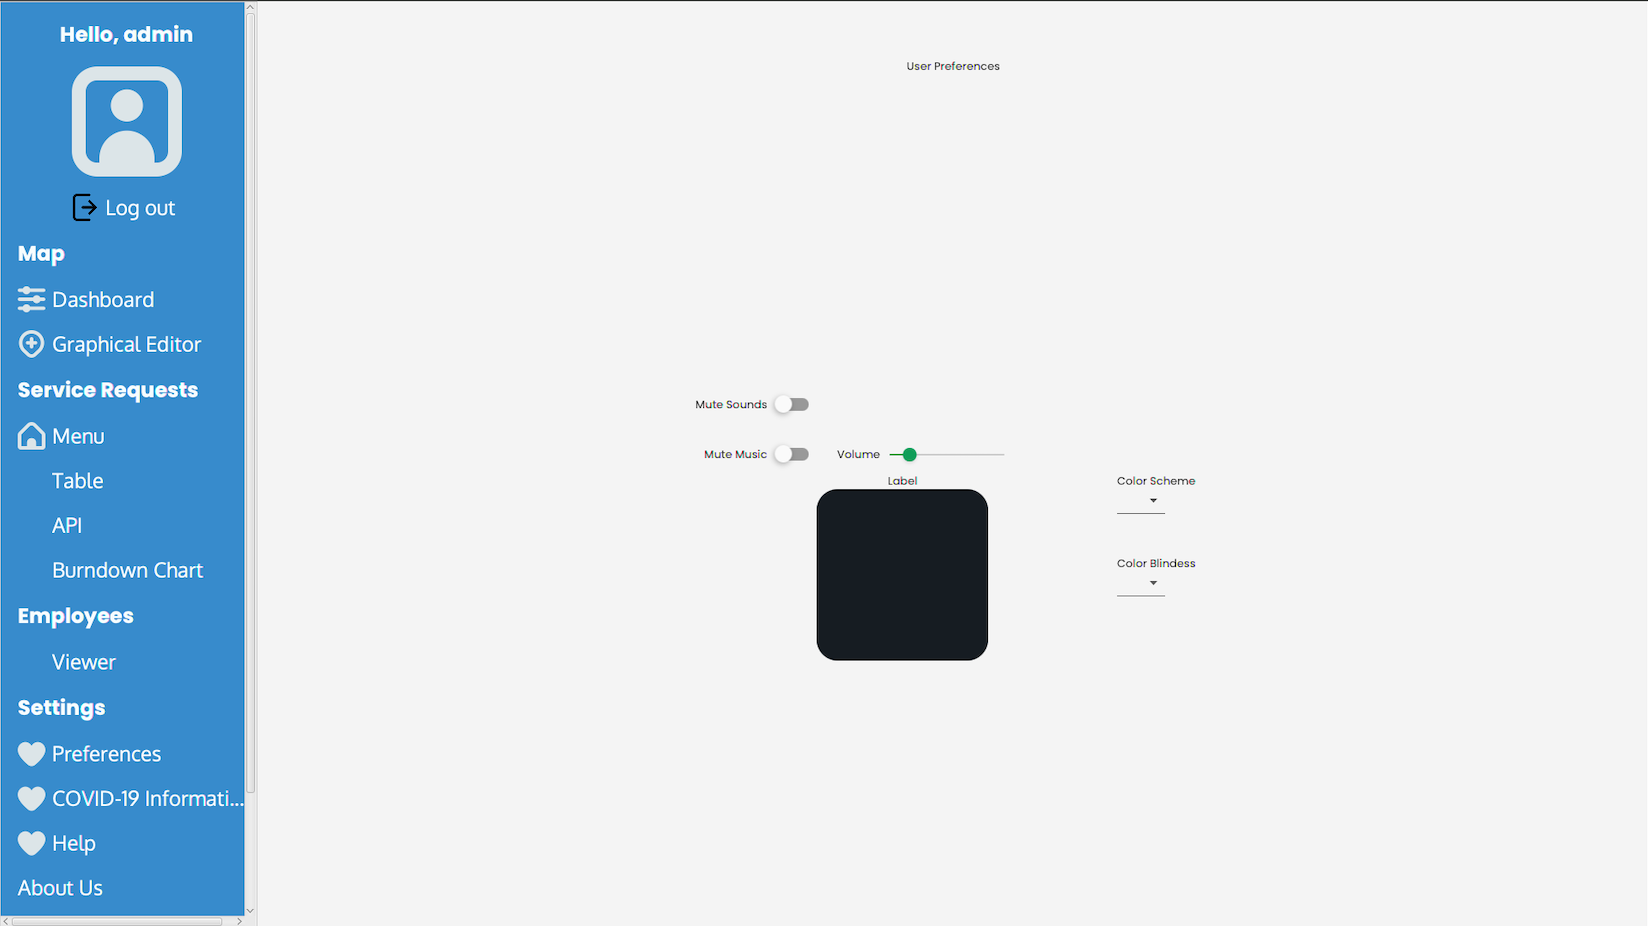 Hello, admin
Log out
Map
Dashboard
Graphical Editor
Service Requests
Menu
Table
API
Burndown Chart
Employees
Viewer
Settings
Preferences
COVID-19 Informati...
Help
About Us
User Preferences
Mute Sounds
Mute Music
Volume
Label
Color Scheme
Color Blindess